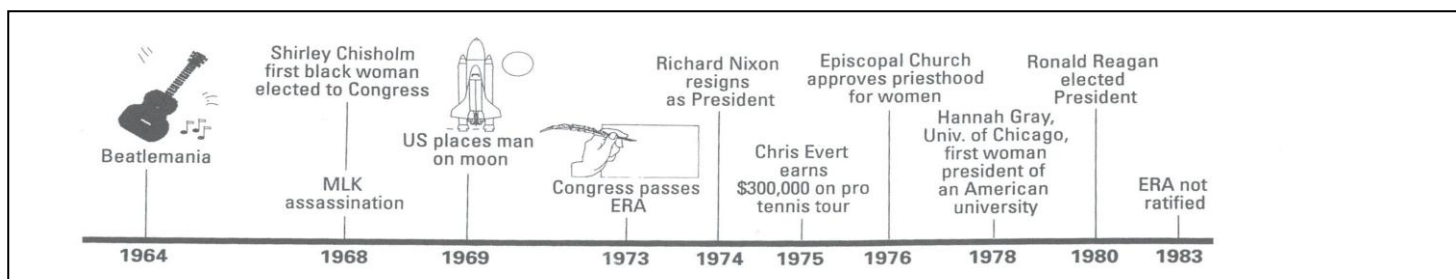 Beatlemania
Shirley Chisholm
first black woman
elected to Congress
MLK
assassination
US places man
on moon
Congress passes
ERA
Richard Nixon
resigns
as President
Chris Evert
earns
$300,000 on pro
tennis tour
Episcopal Church
approves priesthood
for women
Hannah Gray,
Univ. of Chicago,
first woman
president of
an American
university
Ronald Reagan
elected
President
ERA not
ratified
1964
1968
1969
1973
1974
1975
1976
1978
1980
1983